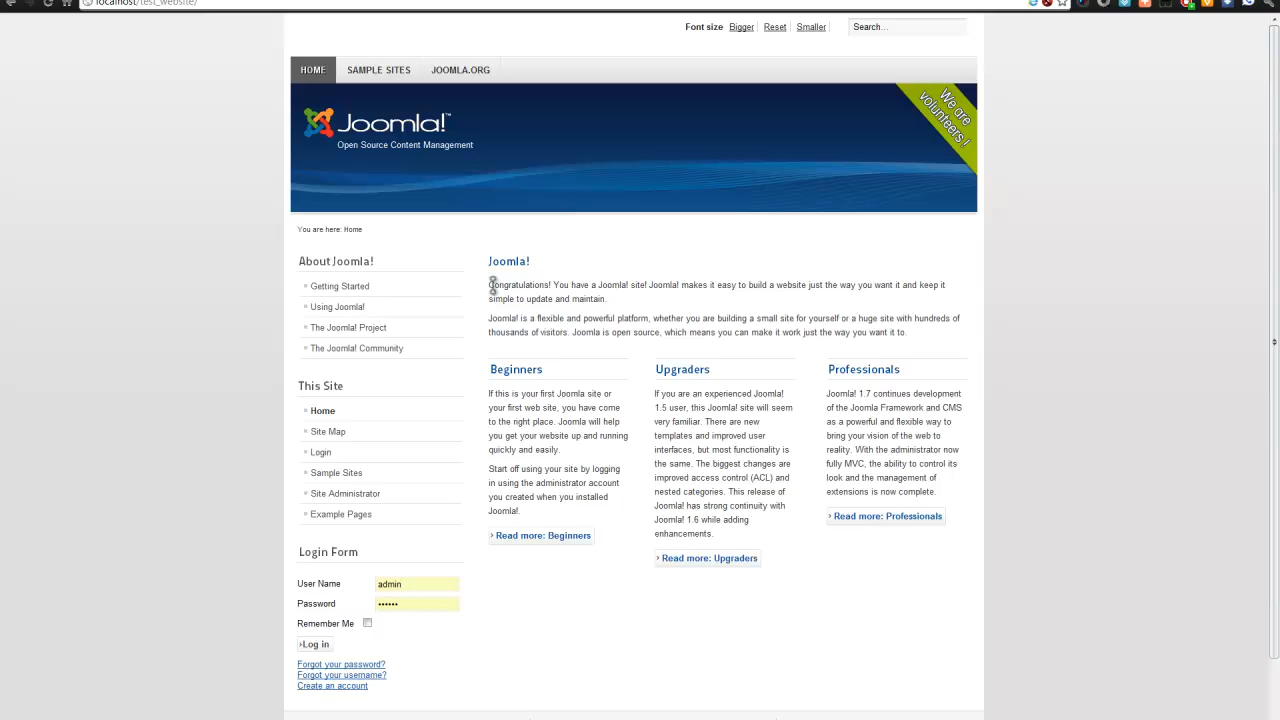 localhost/test_website/
Font size Bigger Reset Smaller Search...
HOME SAMPLE SITES JOOMLA.ORG
We are
volunteers!
Joomla!™
Open Source Content Management
You are here: Home
About Joomla!
Getting Started
Using Joomla!
The Joomla! Project
The Joomla! Community
This Site
Home
Site Map
Login
Sample Sites
Site Administrator
Example Pages
Login Form
User Name admin
Password ••••••
Remember Me
Log in
Forgot your password?
Forgot your username?
Create an account
Joomla!
Congratulations! You have a Joomla! site! Joomla! makes it easy to build a website just the way you want it and keep it
simple to update and maintain.
Joomla! is a flexible and powerful platform, whether you are building a small site for yourself or a huge site with hundreds of
thousands of visitors. Joomla is open source, which means you can make it work just the way you want it to.
Beginners
If this is your first Joomla site or
your first web site, you have come
to the right place. Joomla will help
you get your website up and running
quickly and easily.
Start off using your site by logging
in using the administrator account
you created when you installed
Joomla!.
Read more: Beginners
Upgraders
If you are an experienced Joomla!
1.5 user, this Joomla! site will seem
very familiar. There are new
templates and improved user
interfaces, but most functionality is
the same. The biggest changes are
improved access control (ACL) and
nested categories. This release of
Joomla! has strong continuity with
Joomla! 1.6 while adding
enhancements.
Read more: Upgraders
Professionals
Joomla! 1.7 continues development
of the Joomla Framework and CMS
as a powerful and flexible way to
bring your vision of the web to
reality. With the administrator now
fully MVC, the ability to control its
look and the management of
extensions is now complete.
Read more: Professionals